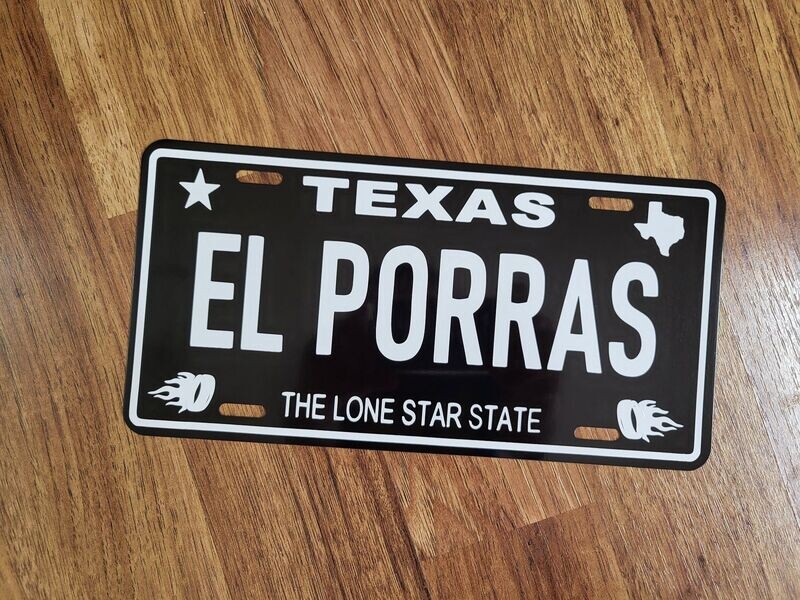 TEXAS
EL PORRAS
THE LONE STAR STATE